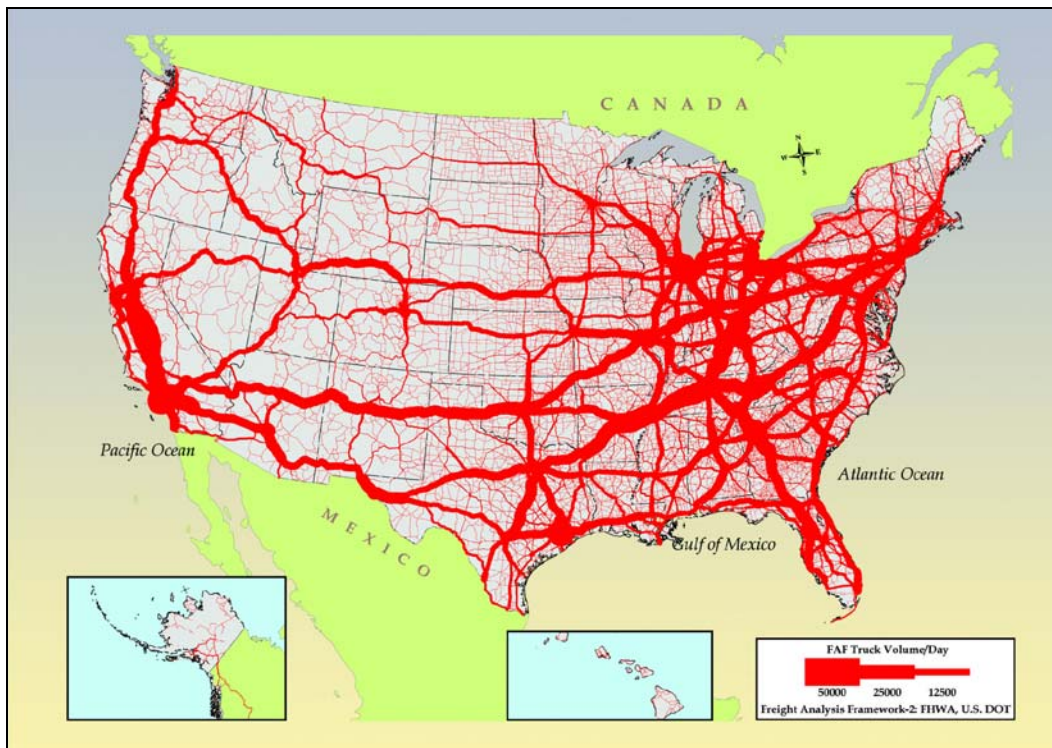 CANADA
N
W E
S
Pacific Ocean
Atlantic Ocean
MEXICO
Gulf of Mexico
FAF Truck Volume/Day
50000 25000 12500
Freight Analysis Framework-2: FHWA, U.S. DOT